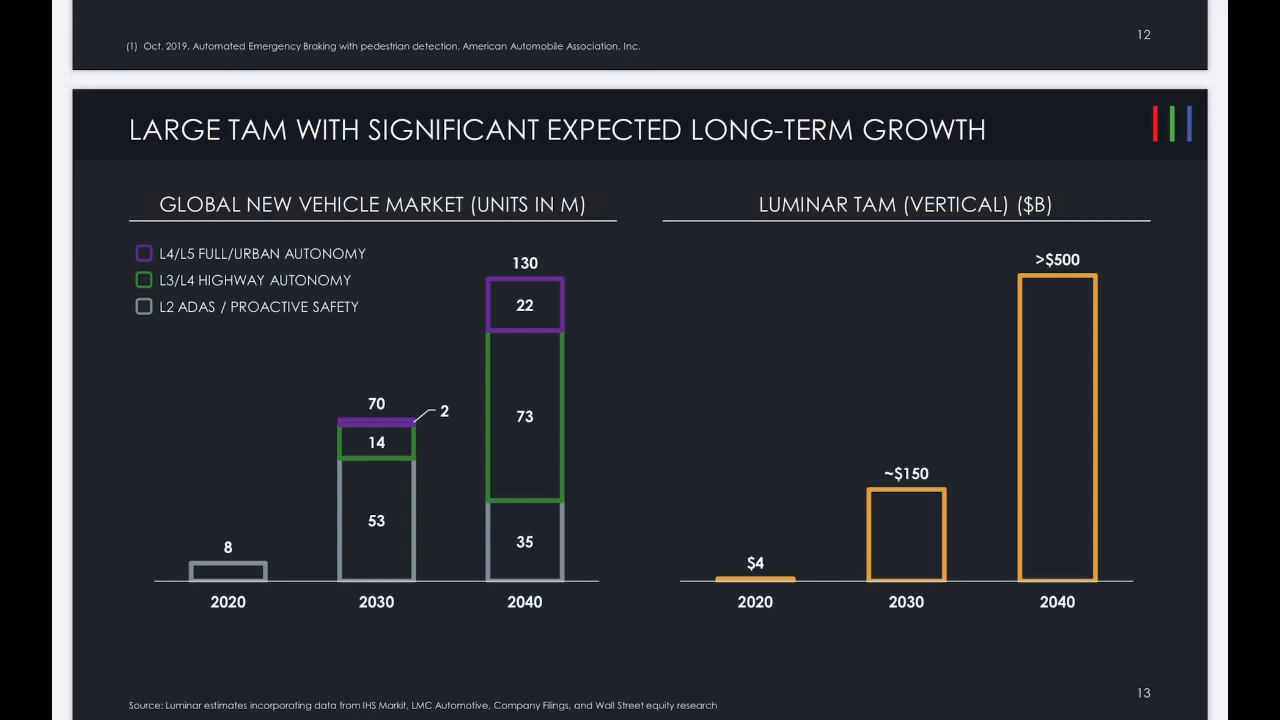 12
(1) Oct. 2019. Automated Emergency Braking with pedestrian detection, American Automobile Association, Inc.
LARGE TAM WITH SIGNIFICANT EXPECTED LONG-TERM GROWTH
GLOBAL NEW VEHICLE MARKET (UNITS IN M)
L4/L5 FULL/URBAN AUTONOMY
L3/L4 HIGHWAY AUTONOMY
L2 ADAS / PROACTIVE SAFETY
8
70
2
14
53
130
22
73
35
2020 2030 2040
LUMINAR TAM (VERTICAL) ($B)
$4
~$150
>$500
2020 2030 2040
13
Source: Luminar estimates incorporating data from IHS Markit, LMC Automotive, Company Filings, and Wall Street equity research